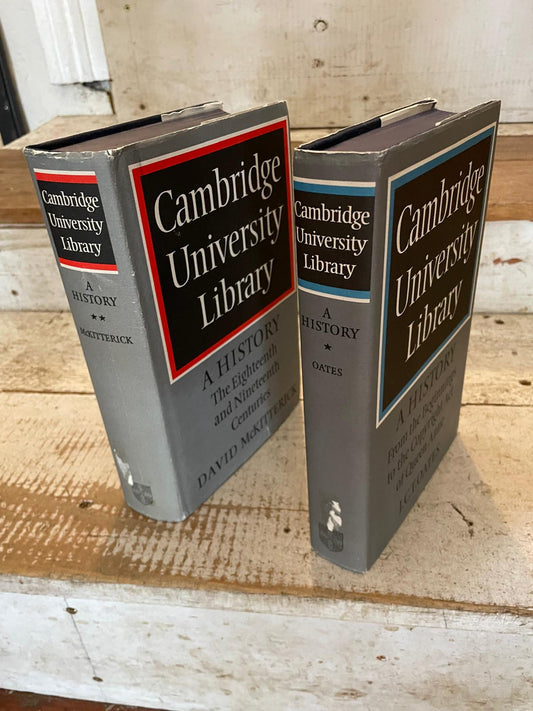 Cambridge
University
Library
A
HISTORY
★★
McKITTERICK
Cambridge
University
Library
A HISTORY
The Eighteenth
and Nineteenth
Centuries
DAVID McKITTERICK
Cambridge
University
Library
A
HISTORY
★
OATES
Cambridge
University
Library
A HISTORY
From the Beginnings
to the Copyright Act
of Queen Anne
J.C.T.OATES